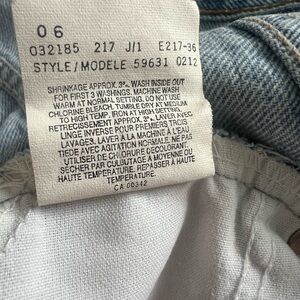 06
032185 217 J/1 E217-36
STYLE/MODELE 59631 0212
SHRINKAGE APPROX. 3%. WASH INSIDE OUT
FOR FIRST 3 WASHINGS. MACHINE WASH
WARM AT NORMAL SETTING. DO NOT USE
CHLORINE BLEACH. TUMBLE DRY AT MEDIUM
TO HIGH TEMP. IRON AT HIGH TEMP.
RETRECISSEMENT APPROX. 3%. LAVER AVEC
LINGE INVERSE POUR PREMIERS TROIS
LAVAGES. LAVER A LA MACHINE A L'EAU
TIEDE AVEC AGITATION NORMALE. NE PAS
UTILISER DE CHLORURE DECOLORANT
SECHER PAR CULBUTAGE A MOYENNE OU
HAUTE TEMPERATURE. REPASSER A HAUTE
TEMPERATURE.
CA 00342